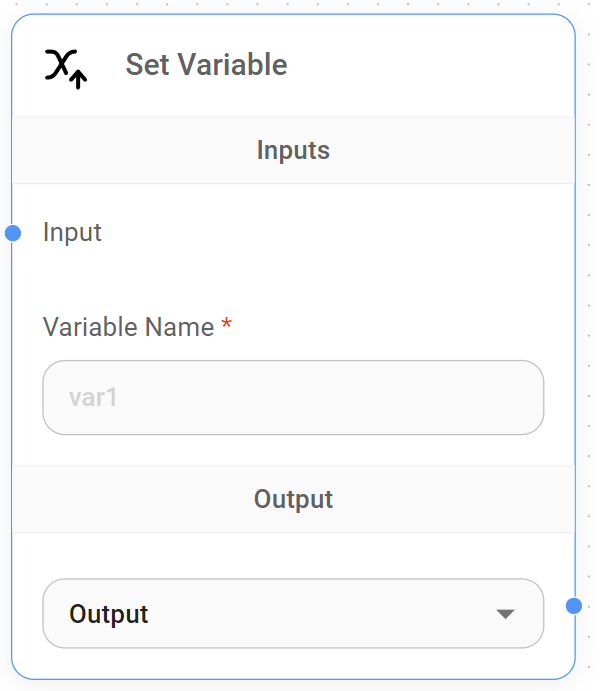 Set Variable
Inputs
Input
Variable Name *
var1
Output
Output